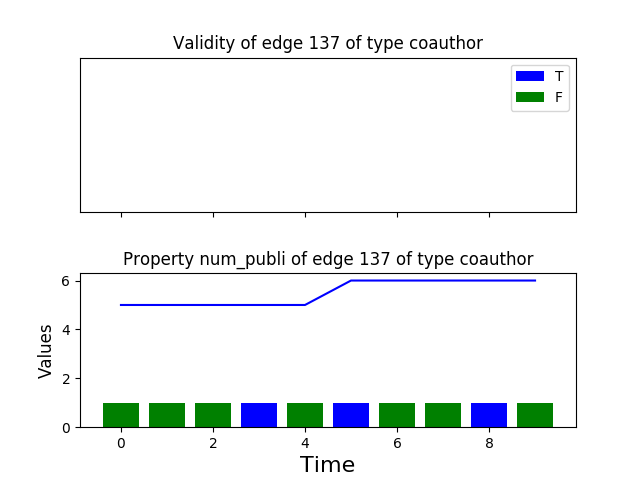 Validity of edge 137 of type coauthor
T
F
Property num_publi of edge 137 of type coauthor
6
4
2
0
Values
0 2 4 6 8
Time